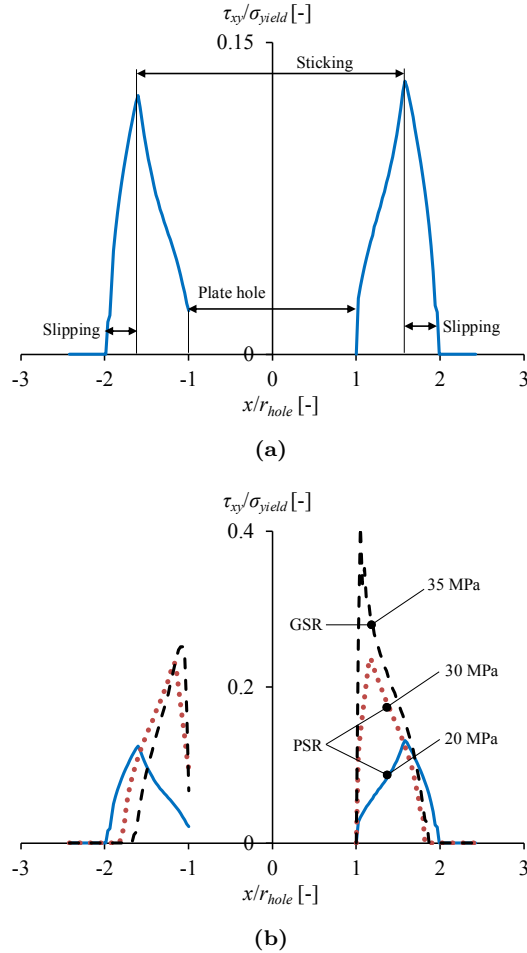 τxy/σyield [-]
0.15
Sticking
Plate hole
Slipping
Slipping
0
-3
-2
-1
0
1
2
3
x/rhole [-]
(a)
τxy/σyield [-]
0.4
35 MPa
GSR
30 MPa
0.2
PSR
20 MPa
0
-3
-2
-1
0
1
2
3
x/rhole [-]
(b)